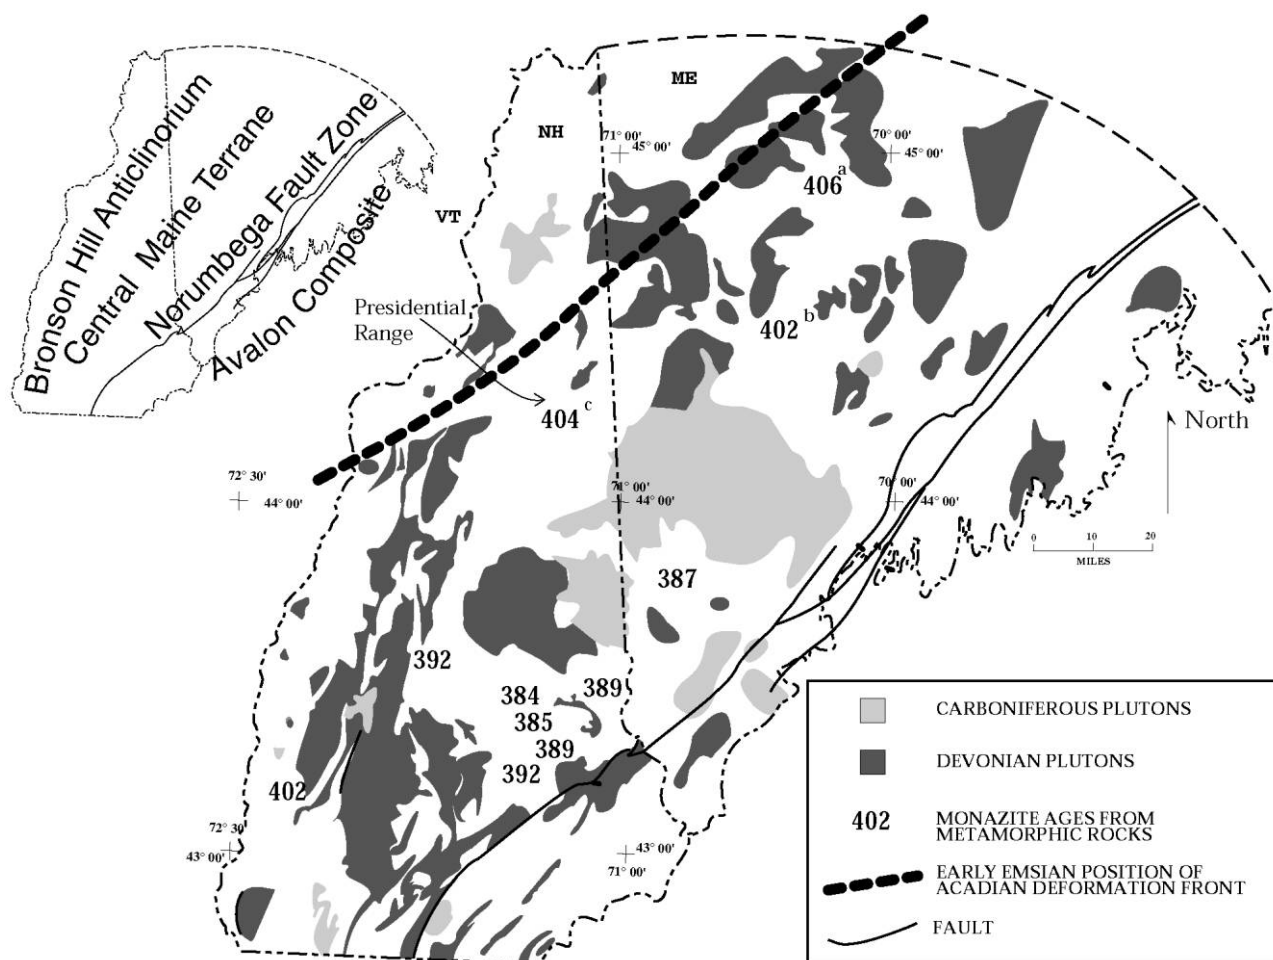 Bronson Hill Anticlinorium
Central Maine Terrane
Norumbega Fault Zone
Avalon Composite
ME
NH
VT
71° 00'
45° 00'
70° 00'
45° 00'
406 a
402 b
Presidential
Range
404 c
North
72° 30'
44° 00'
71° 00'
44° 00'
70° 00'
44° 00'
0 10 20
MILES
387
392
384
389
385
389
392
402
72° 30'
43° 00'
43° 00'
71° 00'
CARBONIFEROUS PLUTONS
DEVONIAN PLUTONS
402 MONAZITE AGES FROM
METAMORPHIC ROCKS
EARLY EMSIAN POSITION OF
ACADIAN DEFORMATION FRONT
FAULT